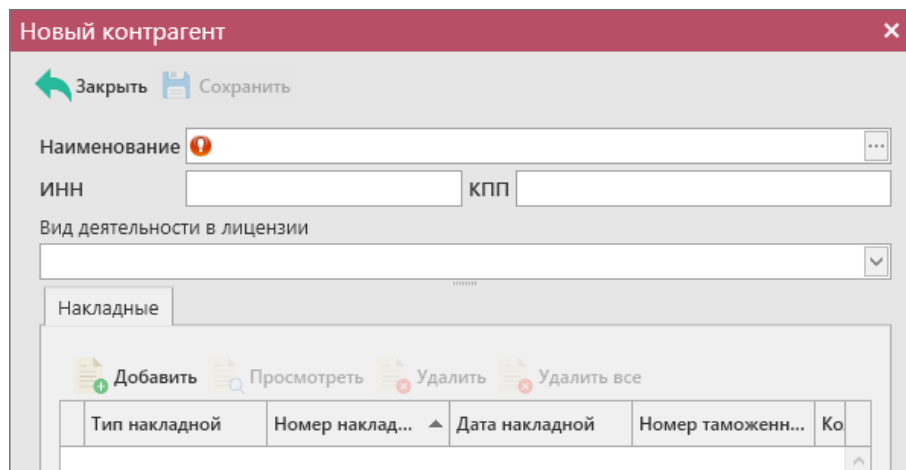 Новый контрагент
Закрыть Сохранить
Наименование
ИНН КПП
Вид деятельности в лицензии
Накладные
Добавить Просмотреть Удалить Удалить все
Тип накладной Номер наклад... Дата накладной Номер таможенн... Ко